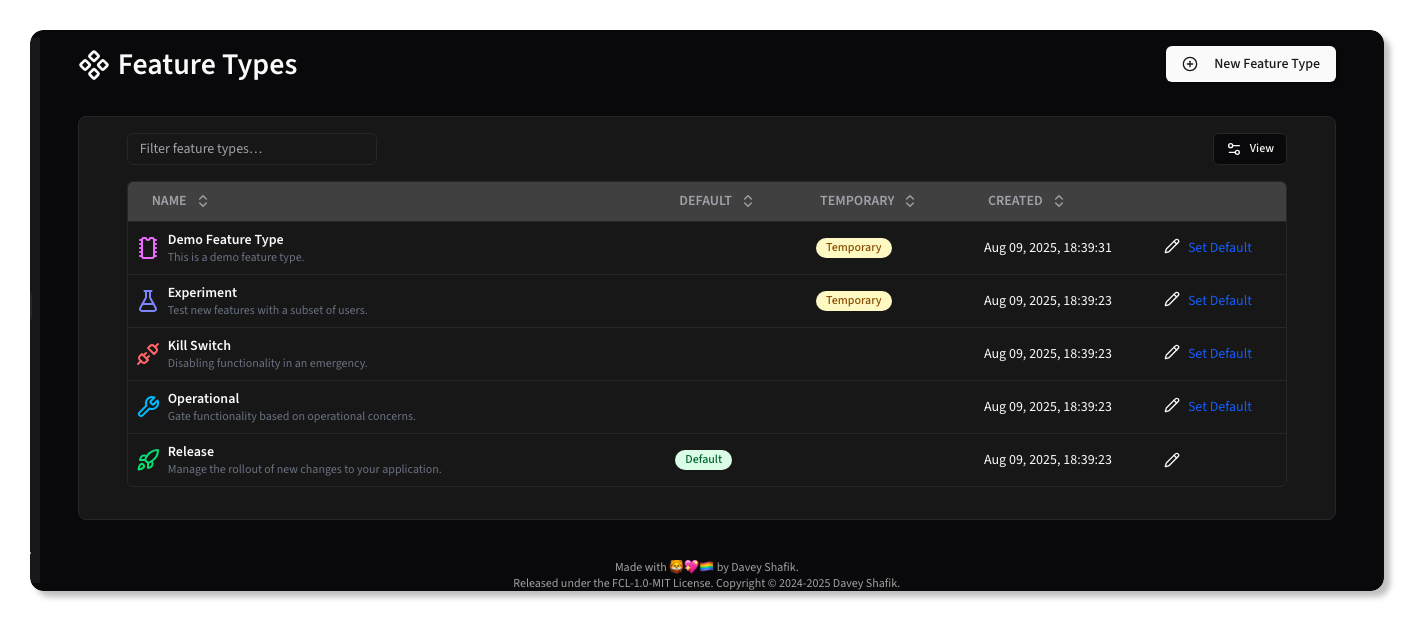 Feature Types
New Feature Type
Filter feature types…
View
NAME DEFAULT TEMPORARY CREATED
Demo Feature Type
This is a demo feature type.
Temporary Aug 09, 2025, 18:39:31 Set Default
Experiment
Test new features with a subset of users.
Temporary Aug 09, 2025, 18:39:23 Set Default
Kill Switch
Disabling functionality in an emergency.
Aug 09, 2025, 18:39:23 Set Default
Operational
Gate functionality based on operational concerns.
Aug 09, 2025, 18:39:23 Set Default
Release
Manage the rollout of new changes to your application.
Default Aug 09, 2025, 18:39:23
Made with 🦁💖🏳️‍🌈 by Davey Shafik.
Released under the FCL-1.0-MIT License. Copyright © 2024-2025 Davey Shafik.